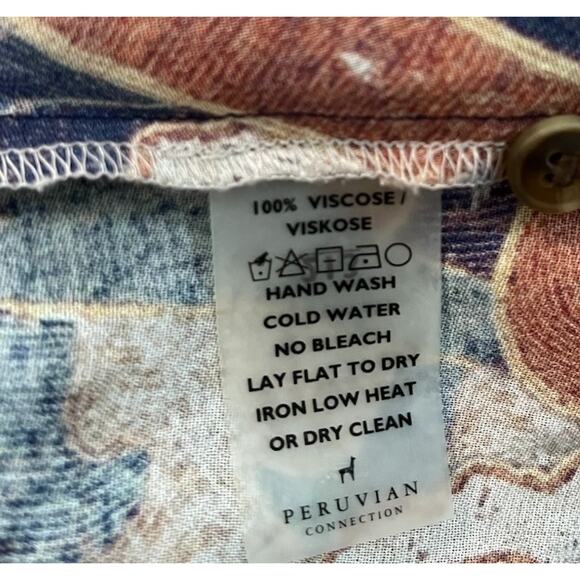 100% VISCOSE /
VISKOSE
HAND WASH
COLD WATER
NO BLEACH
LAY FLAT TO DRY
IRON LOW HEAT
OR DRY CLEAN
PERUVIAN
CONNECTION